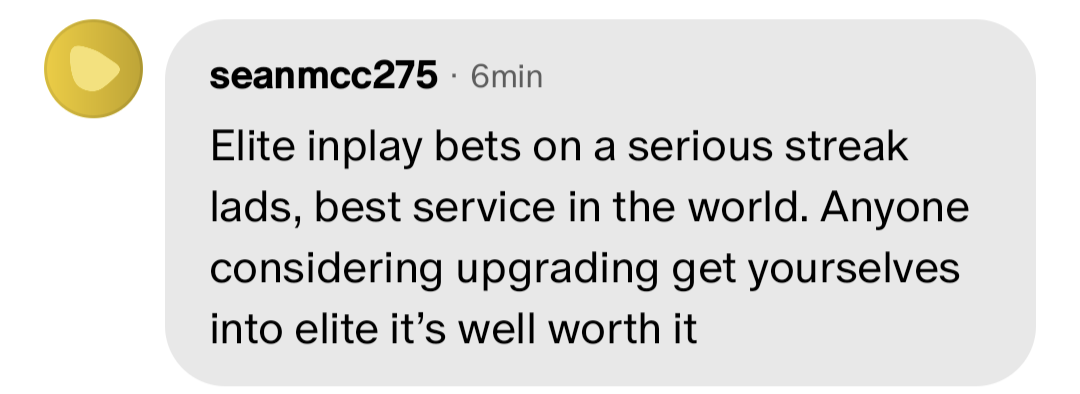 seanmcc275 · 6min
Elite inplay bets on a serious streak
lads, best service in the world. Anyone
considering upgrading get yourselves
into elite it’s well worth it